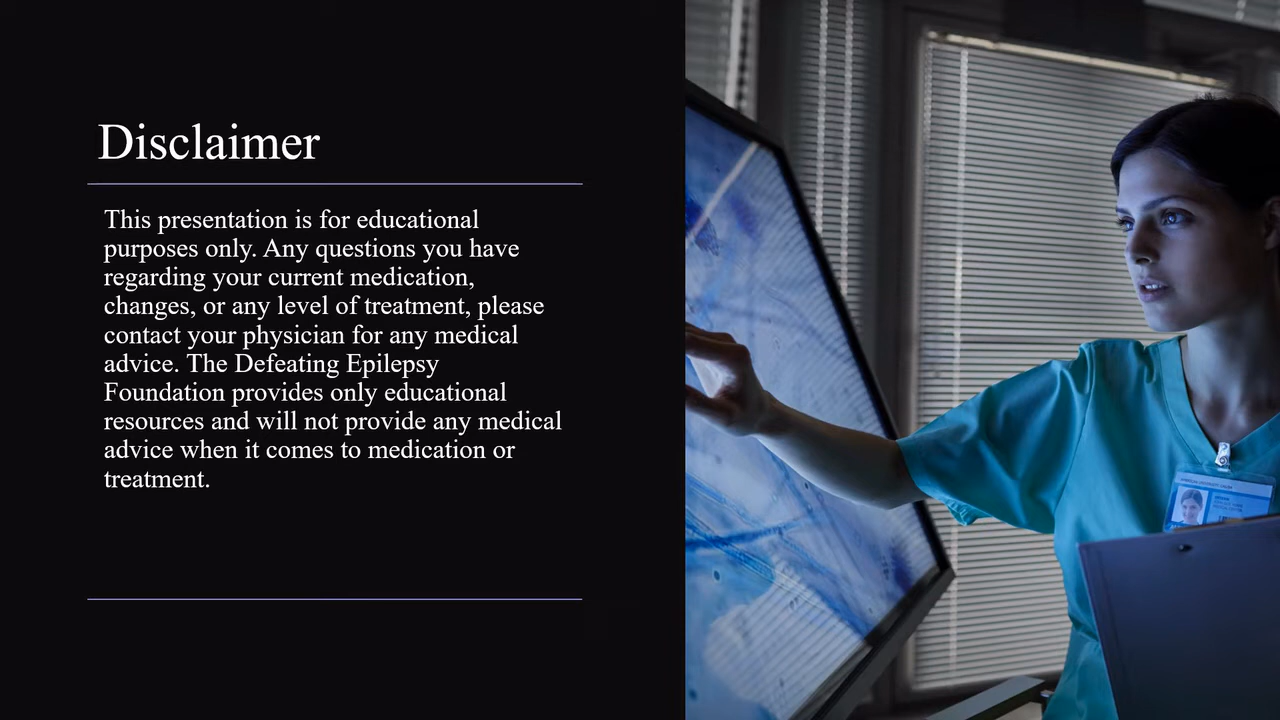 Disclaimer
This presentation is for educational
purposes only. Any questions you have
regarding your current medication,
changes, or any level of treatment, please
contact your physician for any medical
advice. The Defeating Epilepsy
Foundation provides only educational
resources and will not provide any medical
advice when it comes to medication or
treatment.